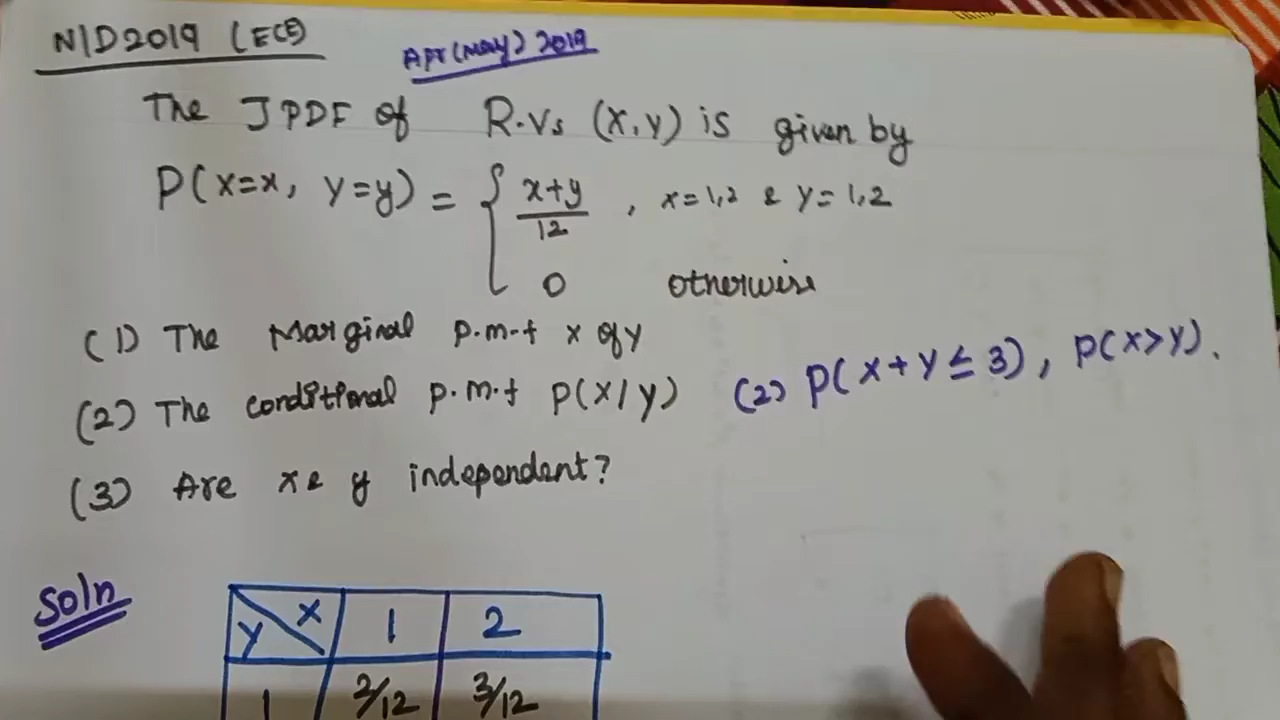 N/D2019 (ECE) Apr(May) 2019
The JPDF of R.Vs (X,Y) is given by
P(X=x, Y=y) = { x+y/12 , x=1,2 & y=1,2
0 otherwise
(1) The Marginal p.m.f x of y
(2) The conditional p.m.f P(X/Y) (2) P(X+Y≤3), P(X>Y).
(3) Are x & y independent?
Soln
Y X 1 2
1 2/12 3/12